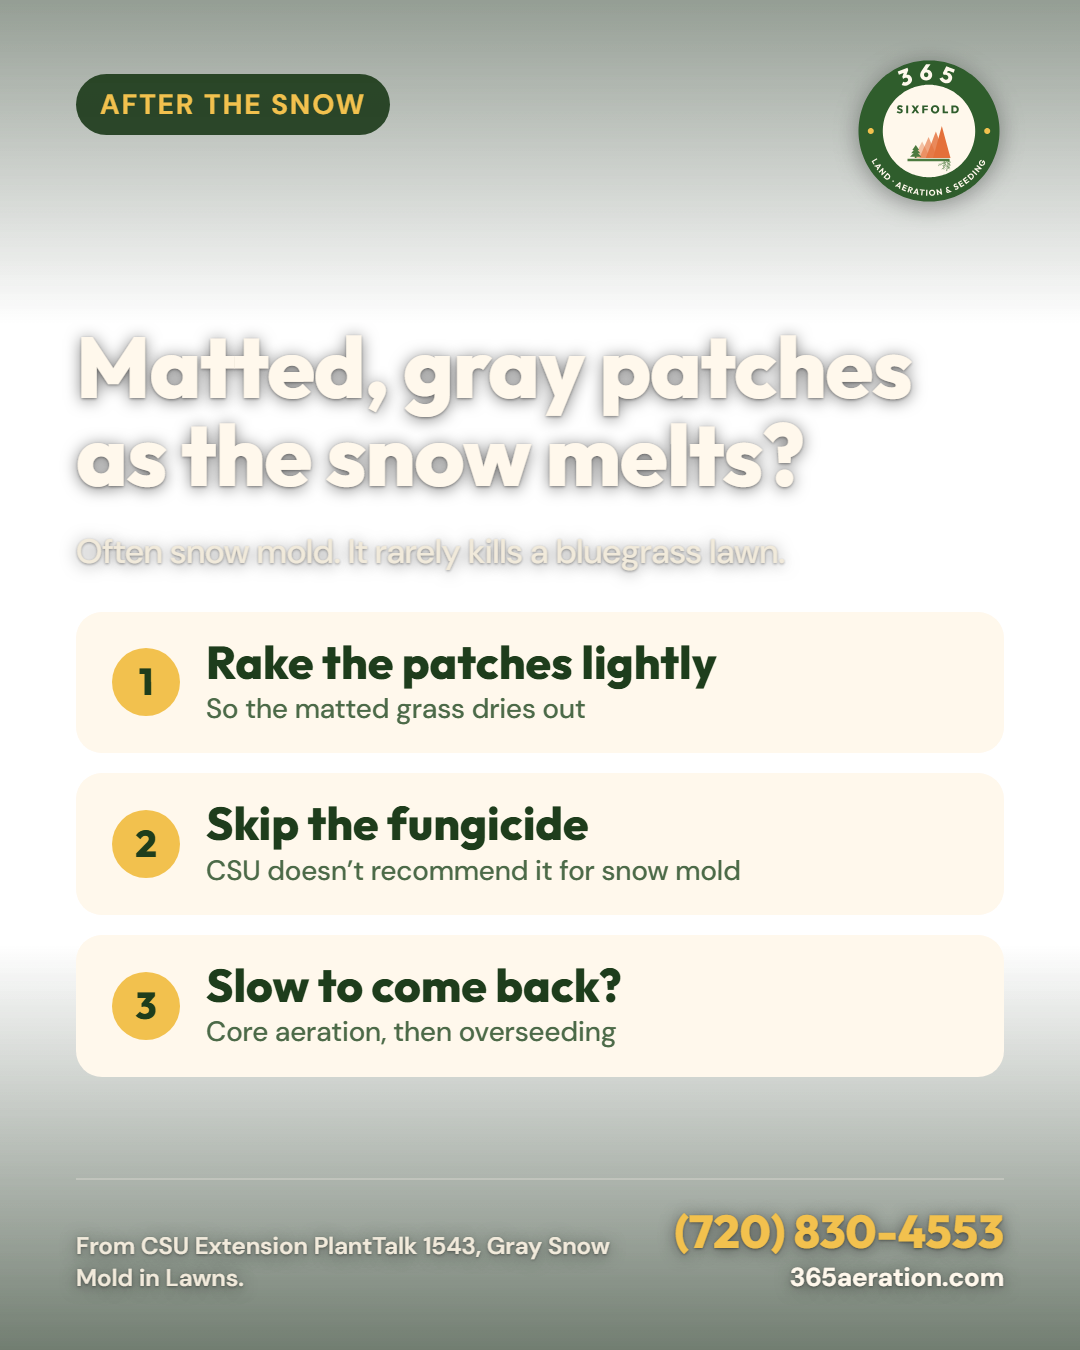 AFTER THE SNOW
365
SIXFOLD
LAND · AERATION & SEEDING
Matted, gray patches
as the snow melts?
Often snow mold. It rarely kills a bluegrass lawn.
1
Rake the patches lightly
So the matted grass dries out
2
Skip the fungicide
CSU doesn’t recommend it for snow mold
3
Slow to come back?
Core aeration, then overseeding
From CSU Extension PlantTalk 1543, Gray Snow
Mold in Lawns.
(720) 830-4553
365aeration.com